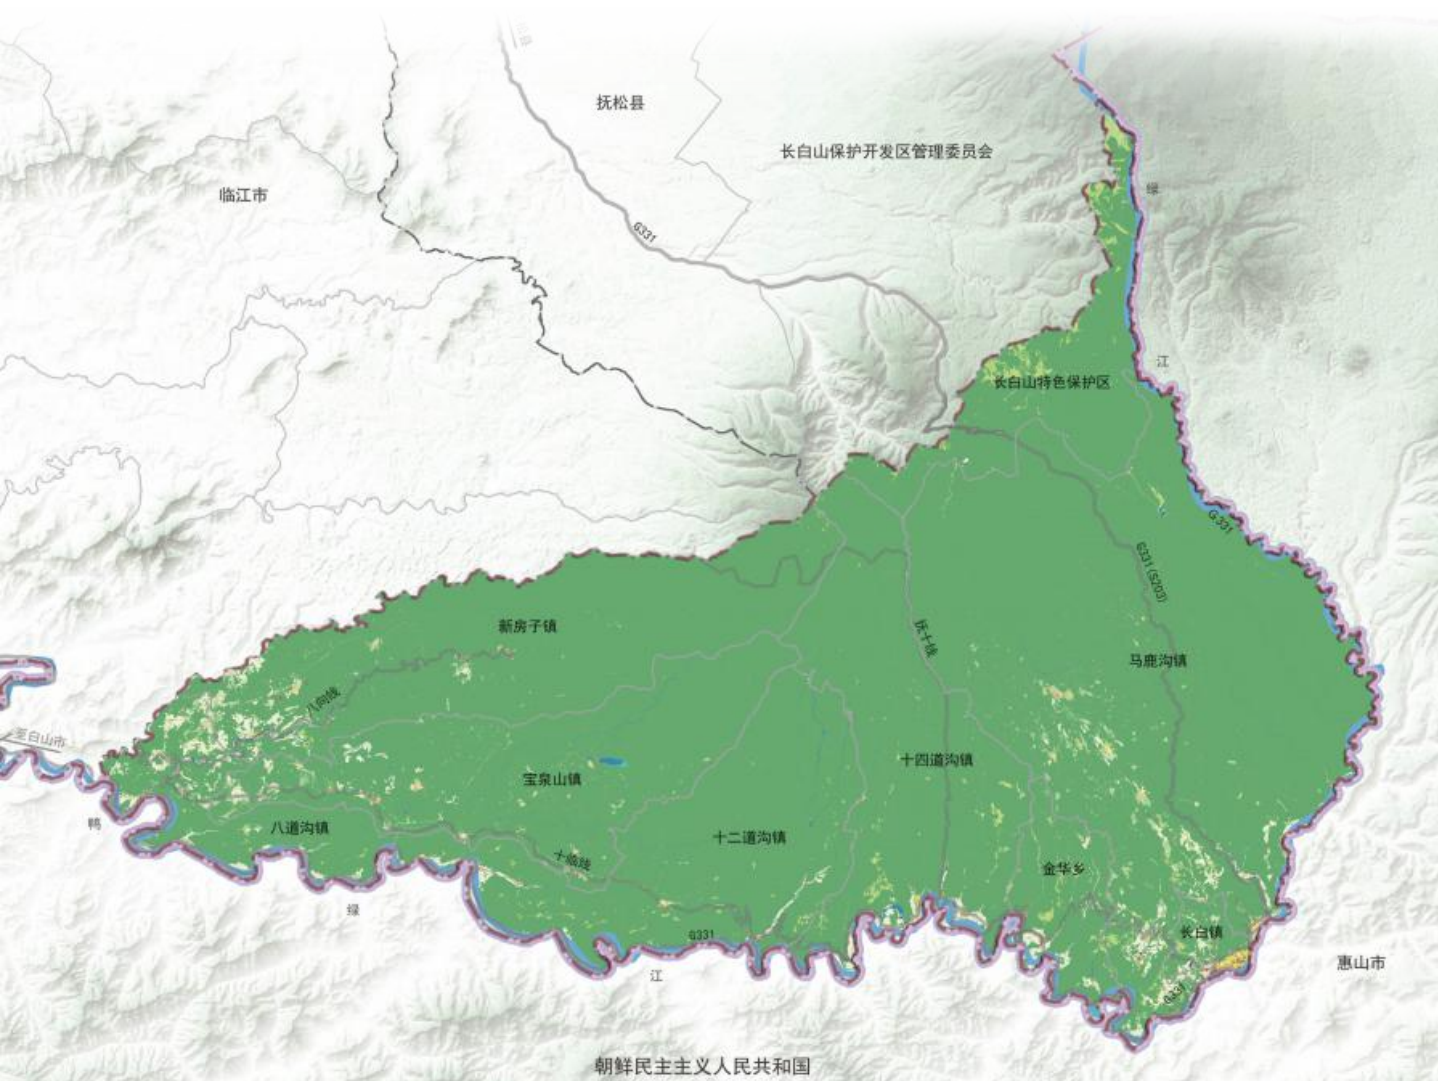 抚松县
长白山保护开发区管理委员会
临江市
绿
G331
江
长白山特色保护区
G331
G331 (S203)
新房子镇
抚十线
马鹿沟镇
八向线
至白山市
十四道沟镇
宝泉山镇
鸭
八道沟镇
十二道沟镇
十临线
金华乡
绿
G331
长白镇
江
惠山市
G331
朝鲜民主主义人民共和国